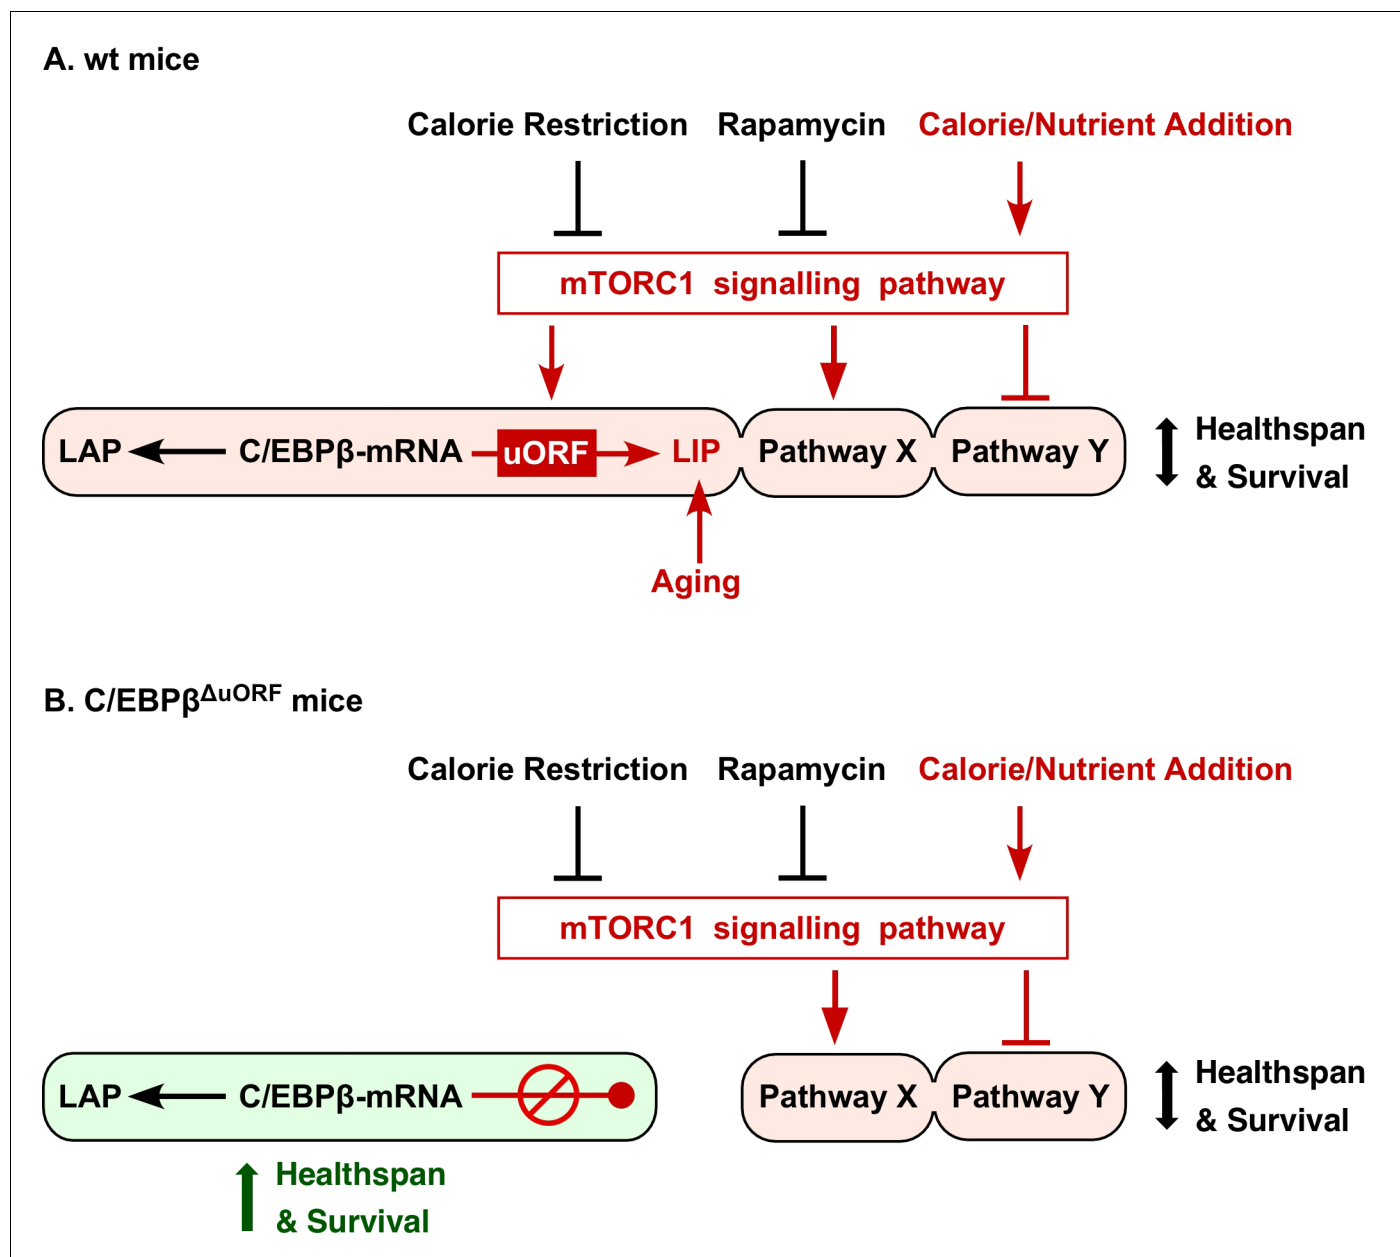 A. wt mice
Calorie Restriction Rapamycin Calorie/Nutrient Addition
mTORC1 signalling pathway
LAP C/EBPβ-mRNA uORF LIP Pathway X Pathway Y
Healthspan
& Survival
Aging
B. C/EBPβΔuORF mice
Calorie Restriction Rapamycin Calorie/Nutrient Addition
mTORC1 signalling pathway
LAP C/EBPβ-mRNA Pathway X Pathway Y
Healthspan
& Survival
Healthspan
& Survival